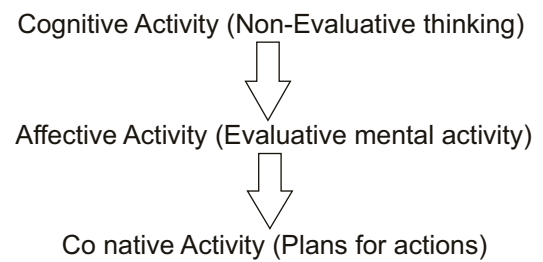 Cognitive Activity (Non-Evaluative thinking)
Affective Activity (Evaluative mental activity)
Co native Activity (Plans for actions)